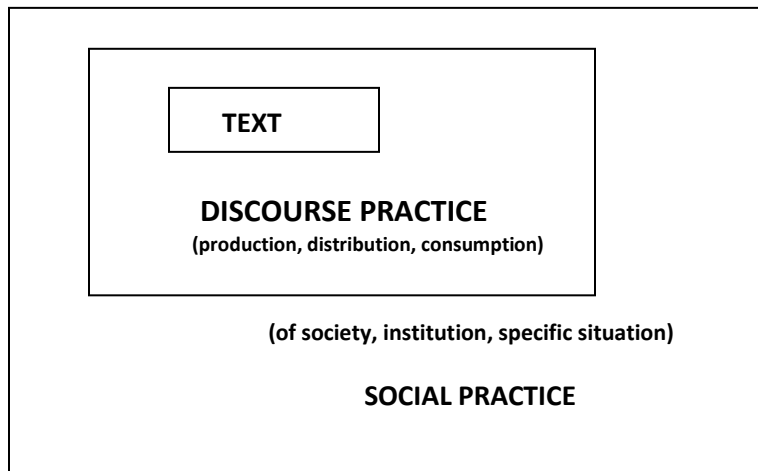 TEXT
DISCOURSE PRACTICE
(production, distribution, consumption)
(of society, institution, specific situation)
SOCIAL PRACTICE